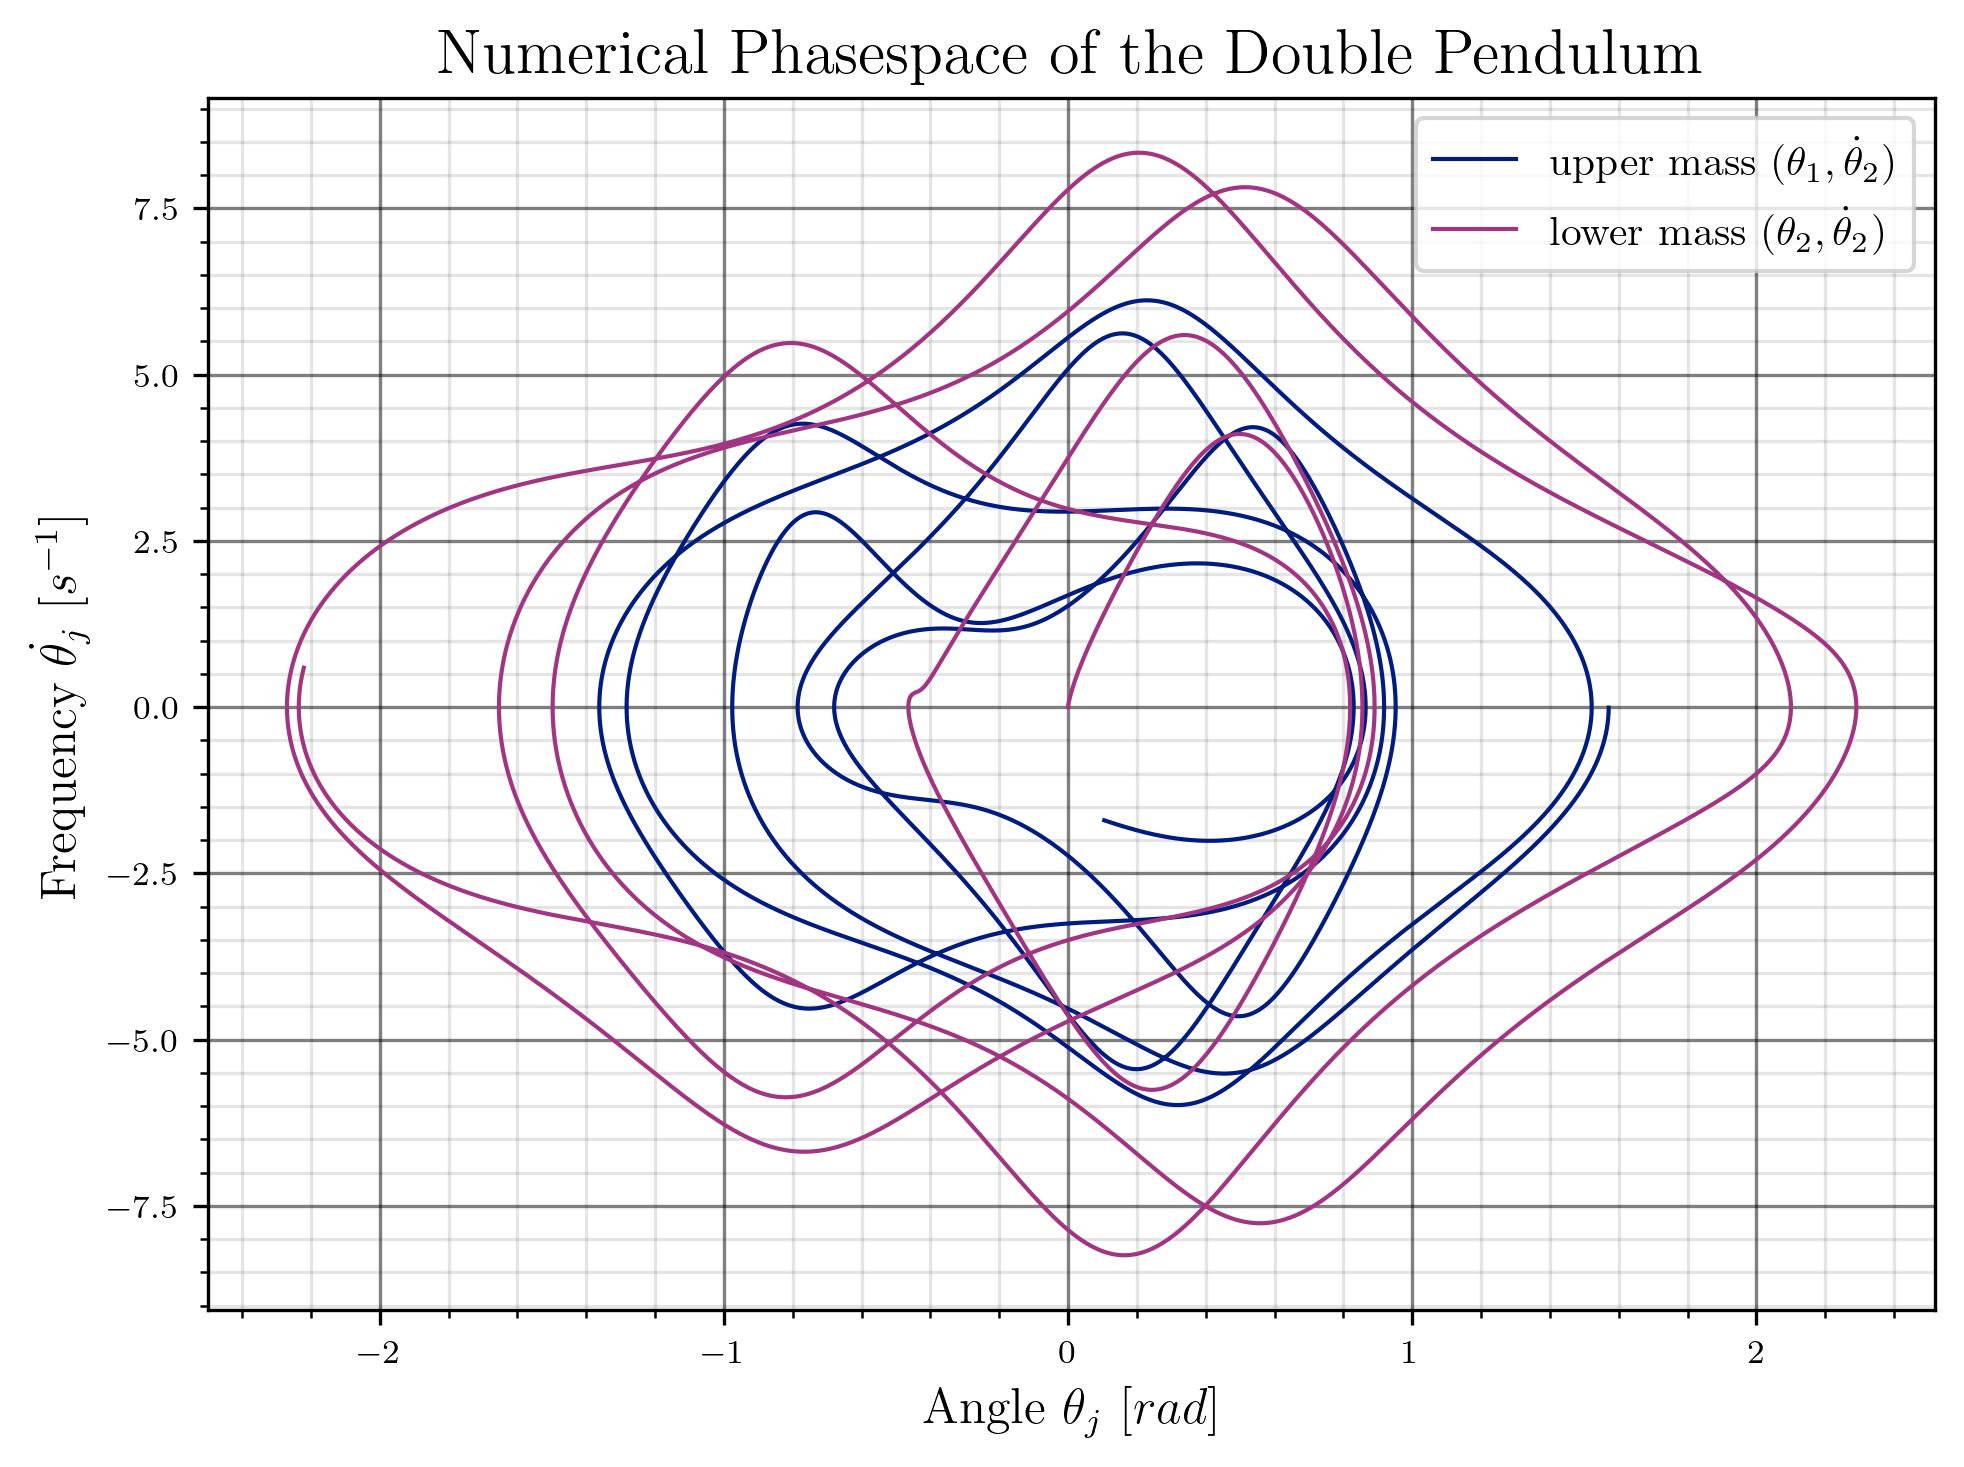 Numerical Phasespace of the Double Pendulum
upper mass (θ₁, θ̇₂)
lower mass (θ₂, θ̇₂)
Frequency θ̇ⱼ [s⁻¹]
7.5
5.0
2.5
0.0
−2.5
−5.0
−7.5
−2 −1 0 1 2
Angle θⱼ [rad]